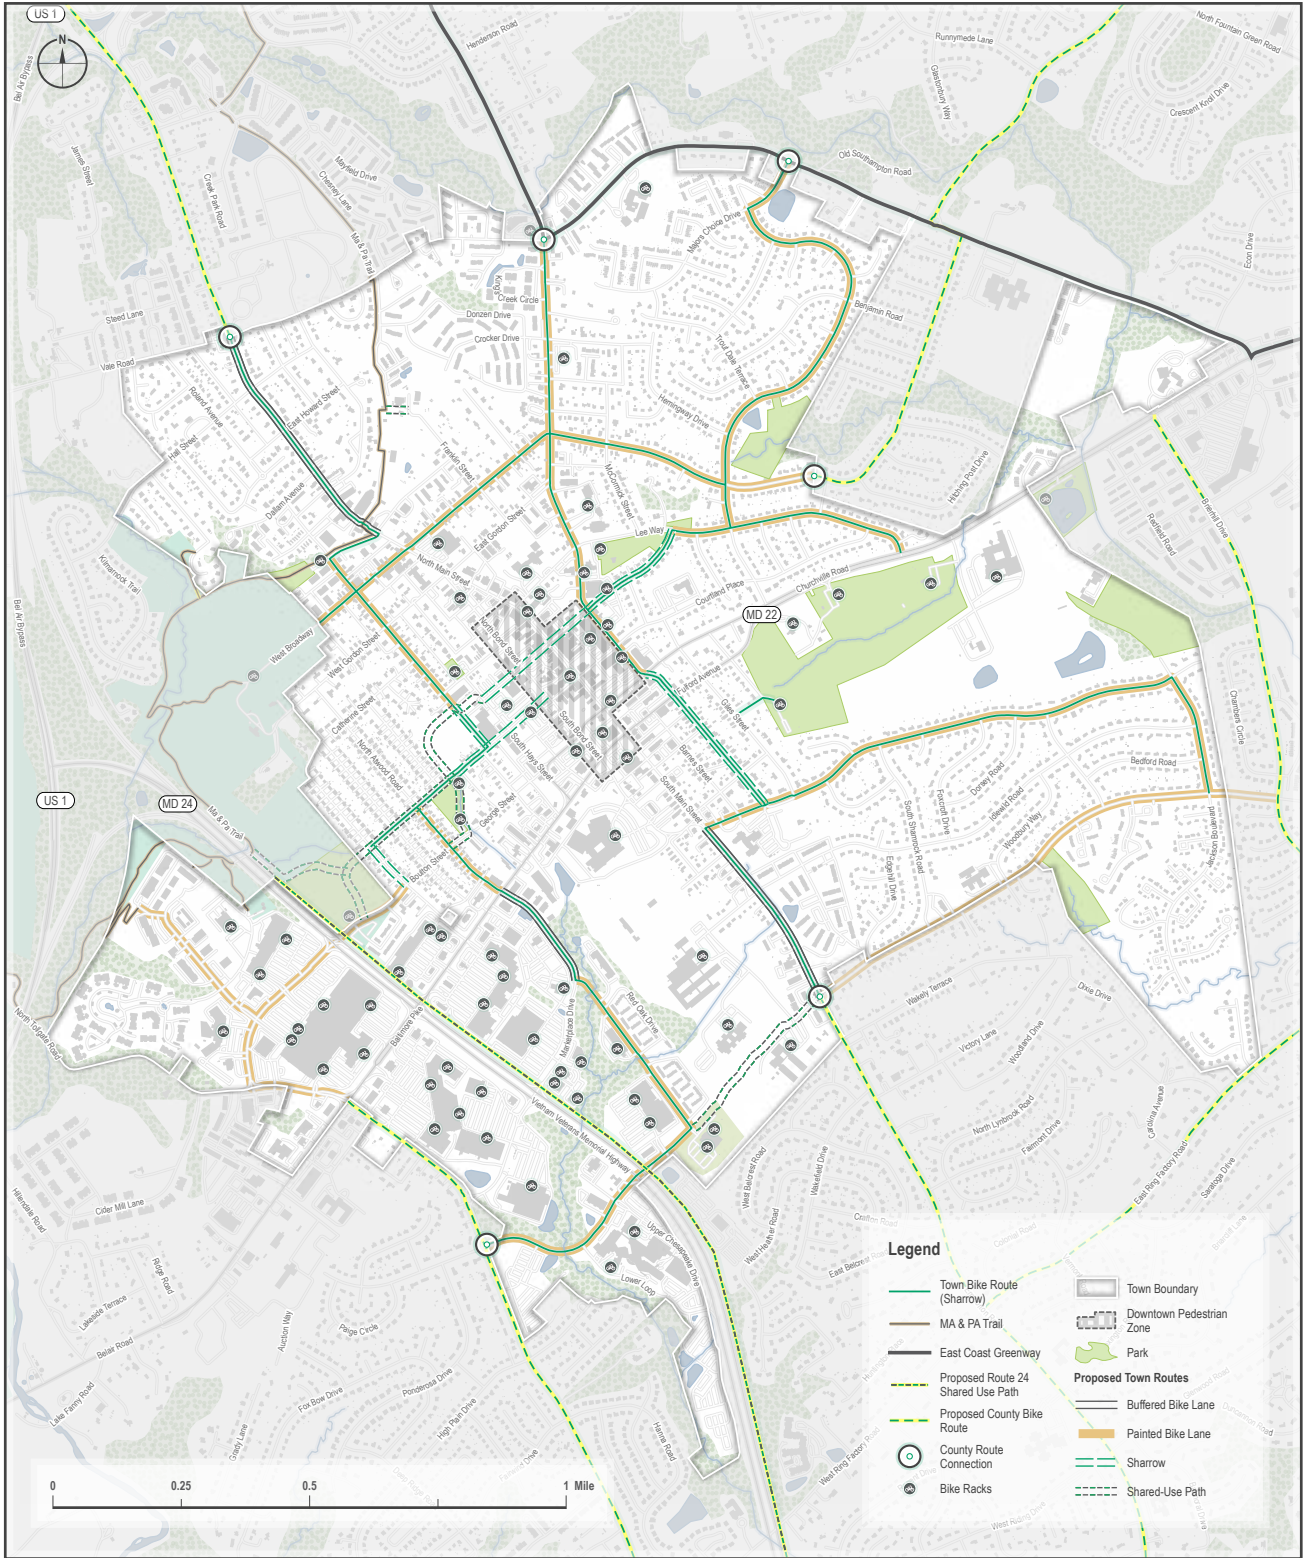 US 1
N
Henderson Road
Runnymede Lane
North Fountain Green Road
Bel Air Bypass
Glastonbury Way
Crescent Knoll Drive
James Street
Mayfield Drive
Chesney Lane
Creek Park Road
Old Southampton Road
Majors Choice Drive
Ma & Pa Trail
Econ Drive
Kings
Creek Circle
Steed Lane
Donzen Drive
Benjamin Road
Crocker Drive
Vale Road
Trout Dale Terrace
Roland Avenue
East Howard Street
Hemingway Drive
Hall Street
Franklin Street
McCormick Street
Hitching Post Drive
Dallam Avenue
Brierhill Drive
Redfield Road
East Gordon Street
Lee Way
Kilmarnock Trail
North Main Street
Churchville Road
Courtland Place
Bel Air Bypass
MD 22
West Broadway
North Bond Street
West Gordon Street
Fulford Avenue
Giles Street
Chambers Circle
Catherine Street
South Bond Street
North Atwood Road
South Hays Street
Barnes Street
Bedford Road
Dorsey Road
US 1
MD 24
South Main Street
Idlewild Road
Foxcroft Drive
George Street
Woodbury Way
South Shamrock Road
Ma & Pa Trail
Jackson Boulevard
Boulton Street
Edgehill Drive
Wakely Terrace
Dixie Drive
Red Oak Drive
North Tollgate Road
Baltimore Pike
Marketplace Drive
Victory Lane
Woodland Drive
Vietnam Veterans Memorial Highway
North Lynbrook Road
Carolina Avenue
Fairmont Drive
West Belcrest Road
Wakefield Drive
East Ring Factory Road
Saratoga Drive
Hillendale Road
Cider Mill Lane
West Heather Road
Upper Chesapeake Drive
Ridge Road
Lower Loop
Lakeside Terrace
Auction Way
Paige Circle
Belair Road
Lake Fanny Road
Fox Bow Drive
Ponderosa Drive
High Plain Drive
Grady Lane
Hanna Road
West Ring Factory Road
Legend
Town Bike Route
(Sharrow)
MA & PA Trail
East Coast Greenway
Proposed Route 24
Shared Use Path
Proposed County Bike
Route
County Route
Connection
Bike Racks
Town Boundary
Downtown Pedestrian
Zone
Park
Proposed Town Routes
Buffered Bike Lane
Painted Bike Lane
Sharrow
Shared-Use Path
0 0.25 0.5 1 Mile